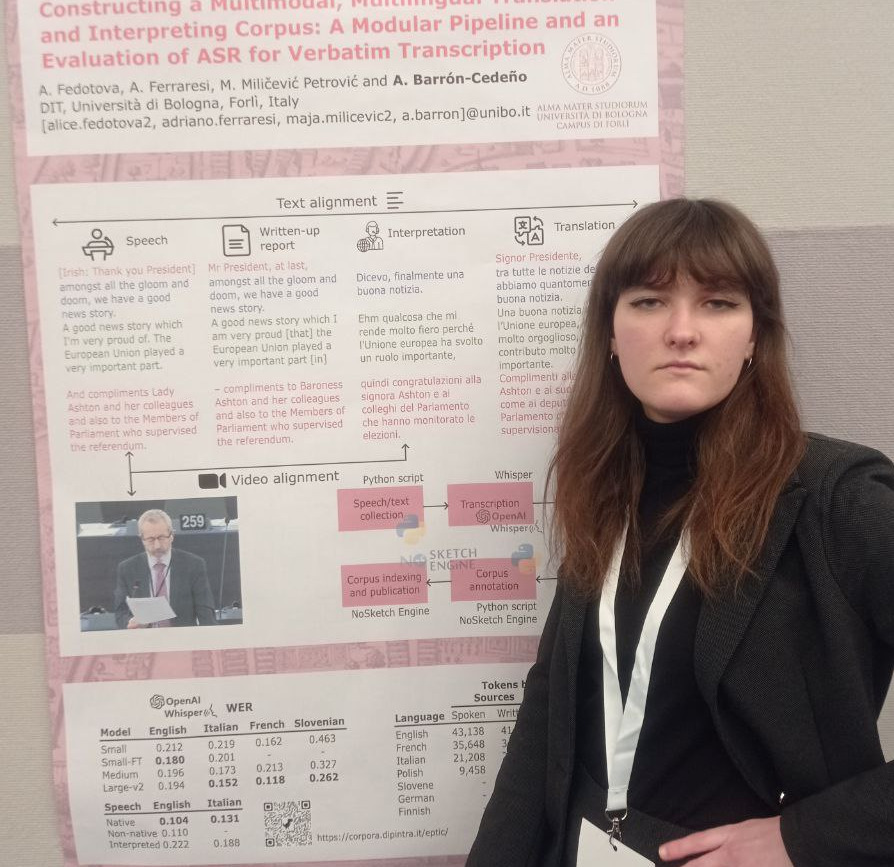 Constructing a Multimodal, Multilingual Translation
and Interpreting Corpus: A Modular Pipeline and an
Evaluation of ASR for Verbatim Transcription
A. Fedotova, A. Ferraresi, M. Miličević Petrović and A. Barrón-Cedeño
DIT, Università di Bologna, Forlì, Italy
[alice.fedotova2, adriano.ferraresi, maja.milicevic2, a.barron]@unibo.it
ALMA MATER STUDIORUM
UNIVERSITÀ DI BOLOGNA
CAMPUS DI FORLÌ
Text alignment
Speech
[Irish: Thank you President]
amongst all the gloom and
doom, we have a good
news story.
A good news story which
I'm very proud of. The
European Union played a
very important part.
And compliments Lady
Ashton and her colleagues
and also to the Members of
Parliament who supervised
the referendum.
Written-up
report
Mr President, at last,
amongst all the gloom and
doom, we have a good
news story.
A good news story which I
am very proud [that] the
European Union played a
very important part [in]
– compliments to Baroness
Ashton and her colleagues
and also to the Members of
Parliament who supervised
the referendum.
Interpretation
Dicevo, finalmente una
buona notizia.
Ehm qualcosa che mi
rende molto fiero perché
l'Unione europea ha svolto
un ruolo importante,
quindi congratulazioni alla
signora Ashton e ai
colleghi del Parlamento
che hanno monitorato le
elezioni.
Translation
Signor Presidente,
tra tutte le notizie
abbiamo
buona notizia.
Una buona notizia
l'Unione europea,
molto orgoglioso,
contributo molto
importante.
Complimenti
Ashton e ai
come ai
Parlamento
Video alignment
259
Python script
Speech/text
collection
Whisper
Transcription
OpenAI
Whisper
NO SKETCH
ENGINE
Corpus indexing
and publication
NoSketch Engine
Corpus
annotation
Python script
NoSketch Engine
OpenAI
Whisper WER
Model English Italian French Slovenian
Small 0.212 0.219 0.162 0.463
Small-FT 0.180 0.201 - -
Medium 0.196 0.173 0.213 0.327
Large-v2 0.194 0.152 0.118 0.262
Speech English Italian
Native 0.104 0.131
Non-native 0.110 -
Interpreted 0.222 0.188
https://corpora.dipintra.it/eptic/
Tokens
Sources
Language Spoken
English 43,138 41
French 35,648
Italian 21,208
Polish 9,458
Slovene -
German -
Finnish